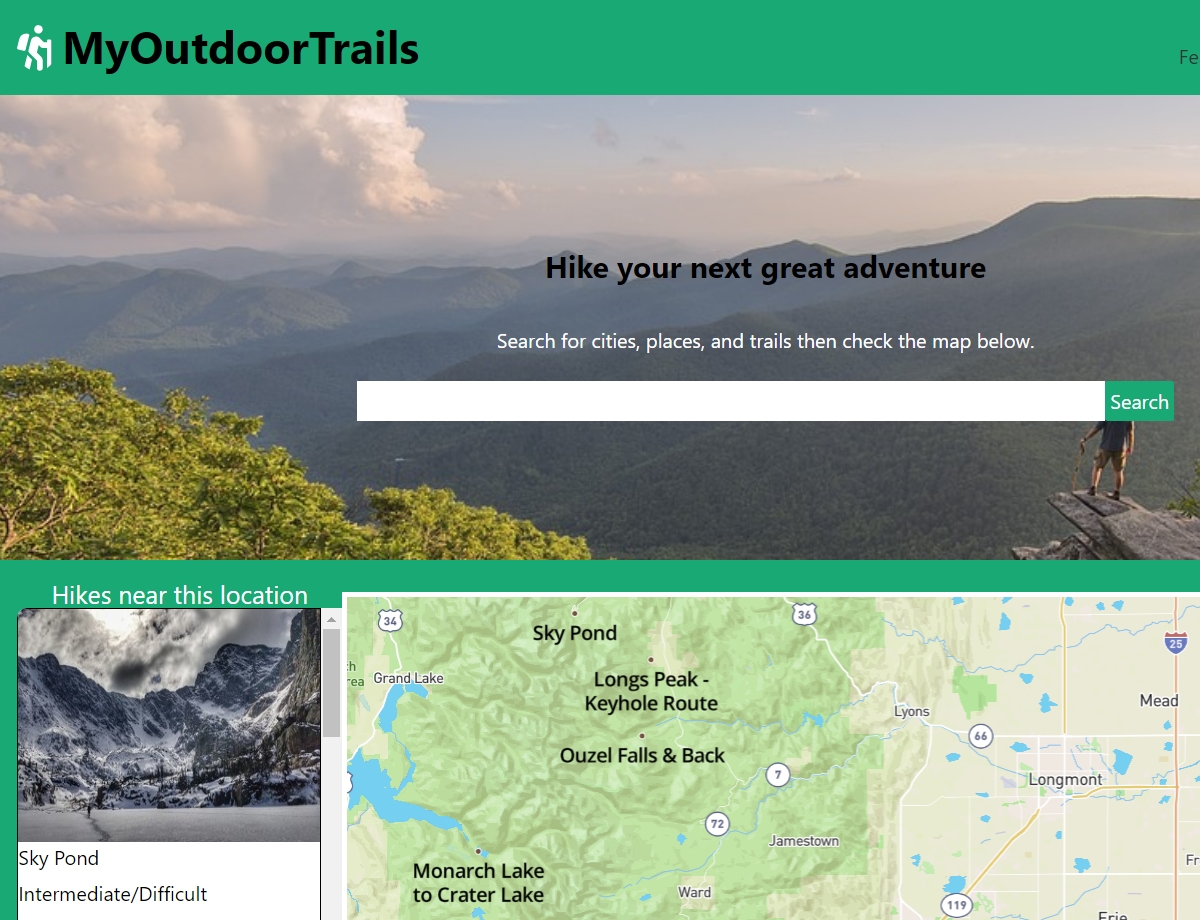 MyOutdoorTrails
Fe
Hike your next great adventure
Search for cities, places, and trails then check the map below.
Search
Hikes near this location
Sky Pond
Intermediate/Difficult
34
36
25
Sky Pond
Grand Lake
Longs Peak -
Keyhole Route
Mead
Lyons
66
Ouzel Falls & Back
7
Longmont
72
Jamestown
Monarch Lake
to Crater Lake
Ward
119
Fr
Erie